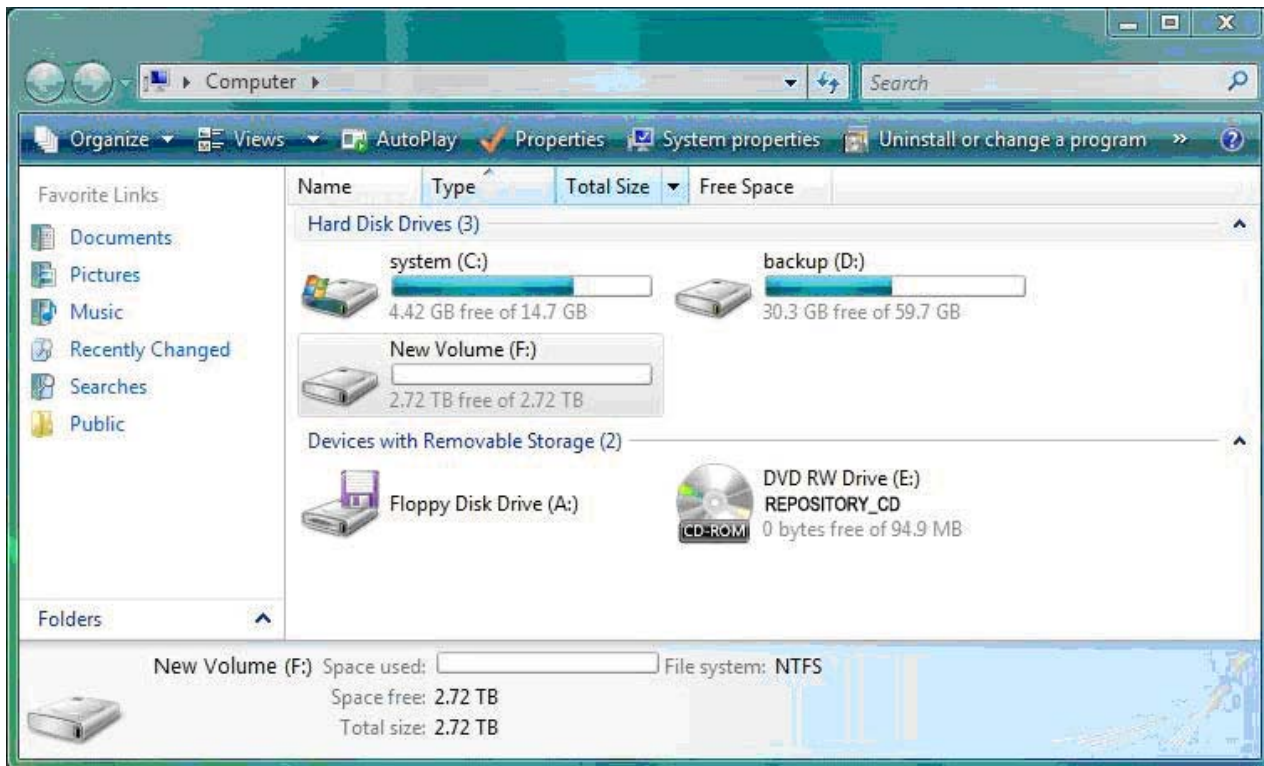 Computer
Search
Organize Views AutoPlay Properties System properties Uninstall or change a program »
Favorite Links
Documents
Pictures
Music
Recently Changed
Searches
Public
Folders
Name Type Total Size Free Space
Hard Disk Drives (3)
system (C:)
4.42 GB free of 14.7 GB
backup (D:)
30.3 GB free of 59.7 GB
New Volume (F:)
2.72 TB free of 2.72 TB
Devices with Removable Storage (2)
Floppy Disk Drive (A:)
CD-ROM
DVD RW Drive (E:)
REPOSITORY_CD
0 bytes free of 94.9 MB
New Volume (F:) Space used: File system: NTFS
Space free: 2.72 TB
Total size: 2.72 TB